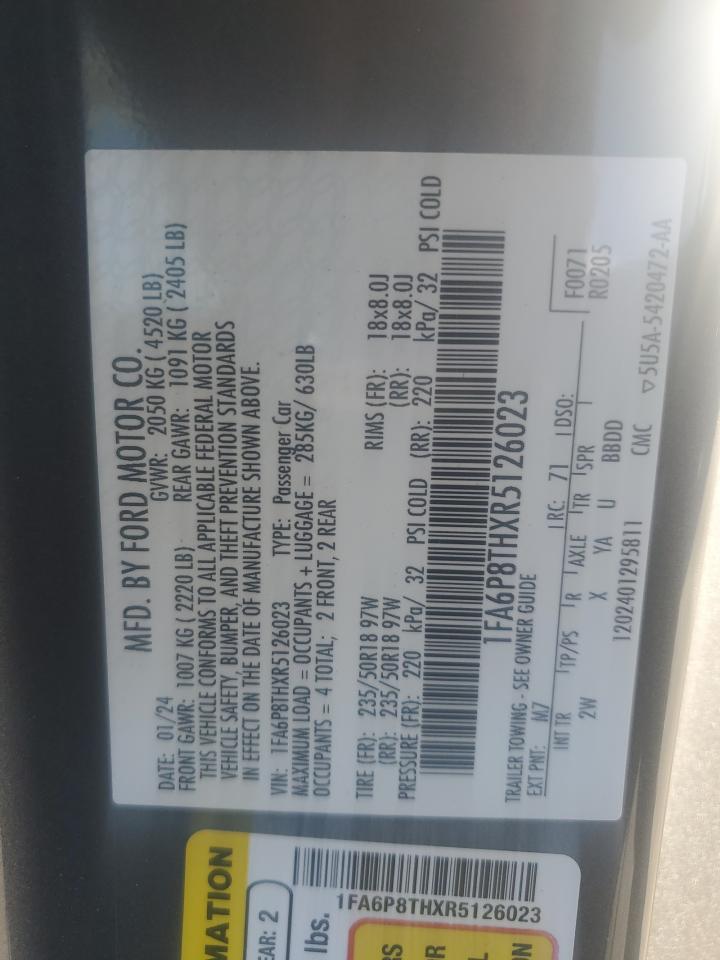 MFD. BY FORD MOTOR CO.
DATE: 01/24 GVWR: 2050 KG ( 4520 LB)
FRONT GAWR: 1007 KG ( 2220 LB) REAR GAWR: 1091 KG ( 2405 LB)
THIS VEHICLE CONFORMS TO ALL APPLICABLE FEDERAL MOTOR
VEHICLE SAFETY, BUMPER, AND THEFT PREVENTION STANDARDS
IN EFFECT ON THE DATE OF MANUFACTURE SHOWN ABOVE.
VIN: 1FA6P8THXR5126023 TYPE: Passenger Car
MAXIMUM LOAD = OCCUPANTS + LUGGAGE = 285KG/ 630LB
OCCUPANTS = 4 TOTAL; 2 FRONT, 2 REAR
TIRE (FR): 235/50R18 97W RIMS (FR): 18x8.0J
(RR): 235/50R18 97W (RR): 18x8.0J
PRESSURE (FR): 220 kPa/ 32 PSI COLD (RR): 220 kPa/ 32 PSI COLD
1FA6P8THXR5126023
TRAILER TOWING - SEE OWNER GUIDE
EXT PNT: M7 RC: 71 DSO: F0071
R0205
INT TR TP/PS R AXLE TR SPR
2W X YA U BBDD
1202401295811 CMC ▽5U5A-5420472-AA
MATION
EAR: 2
lbs.
1FA6P8THXR5126023
RS
R
L
ON